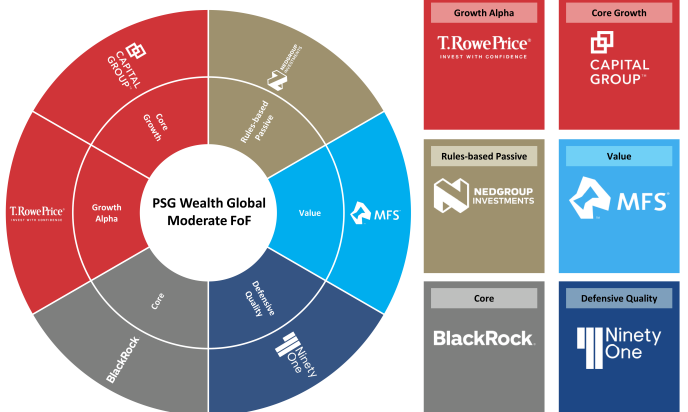 CAPITAL
GROUP™
NEDGROUP
INVESTMENTS
Core
Growth
Rules-based
Passive
T.RowePrice®
INVEST WITH CONFIDENCE
Growth
Alpha
PSG Wealth Global
Moderate FoF
Value
MFS®
Core
Defensive
Quality
BlackRock
Ninety
One
Growth Alpha
T.RowePrice®
INVEST WITH CONFIDENCE
Core Growth
CAPITAL
GROUP™
Rules-based Passive
NEDGROUP
INVESTMENTS
Value
MFS®
Core
BlackRock.
Defensive Quality
Ninety
One